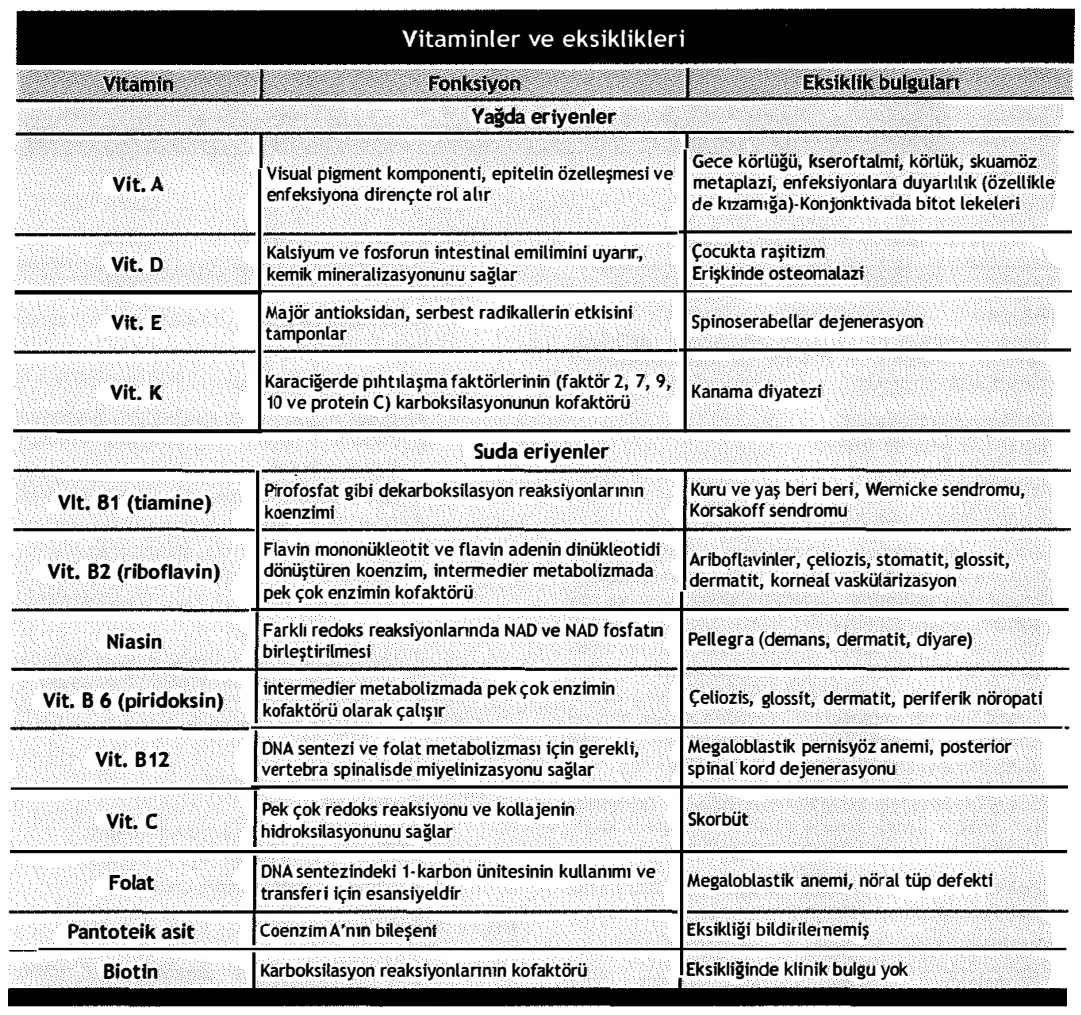 Vitaminler ve eksiklikleri
Vitamin
Fonksiyon
Eksiklik bulguları
Yağda eriyenler
Vit. A
Visual pigment komponenti, epitelin özelleşmesi ve
enfeksiyona dirençte rol alır
Gece körlüğü, kseroftalmi, körlük, skuamöz
metaplazi, enfeksiyonlara duyarlılık (özellikle
de kızamığa)-Konjonktivada bitot lekeleri
Vit. D
Kalsiyum ve fosforun intestinal emilimini uyarır,
kemik mineralizasyonunu sağlar
Çocukta raşitizm
Erişkinde osteomalazi
Vit. E
Majör antioksidan, serbest radikallerin etkisini
tamponlar
Spinoserabellar dejenerasyon
Vit. K
Karaciğerde pıhtılaşma faktörlerinin (faktör 2, 7, 9,
10 ve protein C) karboksilasyonunun kofaktörü
Kanama diyatezi
Suda eriyenler
Vit. B1 (tiamine)
Pirofosfat gibi dekarboksilasyon reaksiyonlarının
koenzimi
Kuru ve yaş beri beri, Wernicke sendromu,
Korsakoff sendromu
Vit. B2 (riboflavin)
Flavin mononükleotit ve flavin adenin dinükleotidi
dönüştüren koenzim, intermedier metabolizmada
pek çok enzimin kofaktörü
Ariboflavinler, çeliozis, stomatit, glossit,
dermatit, korneal vaskülarizasyon
Niasin
Farklı redoks reaksiyonlarında NAD ve NAD fosfatın
birleştirilmesi
Pellegra (demans, dermatit, diyare)
Vit. B 6 (piridoksin)
intermedier metabolizmada pek çok enzimin
kofaktörü olarak çalışır
Çeliozis, glossit, dermatit, periferik nöropati
Vit. B12
DNA sentezi ve folat metabolizması için gerekli,
vertebra spinalisde miyelinizasyonu sağlar
Megaloblastik pernisyöz anemi, posterior
spinal kord dejenerasyonu
Vit. C
Pek çok redoks reaksiyonu ve kollajenin
hidroksilasyonunu sağlar
Skorbüt
Folat
DNA sentezindeki 1-karbon ünitesinin kullanımı ve
transferi için esansiyeldir
Megaloblastik anemi, nöral tüp defekti
Pantoteik asit
Coenzim A'nın bileşeni
Eksikliği bildirilememiş
Biotin
Karboksilasyon reaksiyonlarının kofaktörü
Eksikliğinde klinik bulgu yok